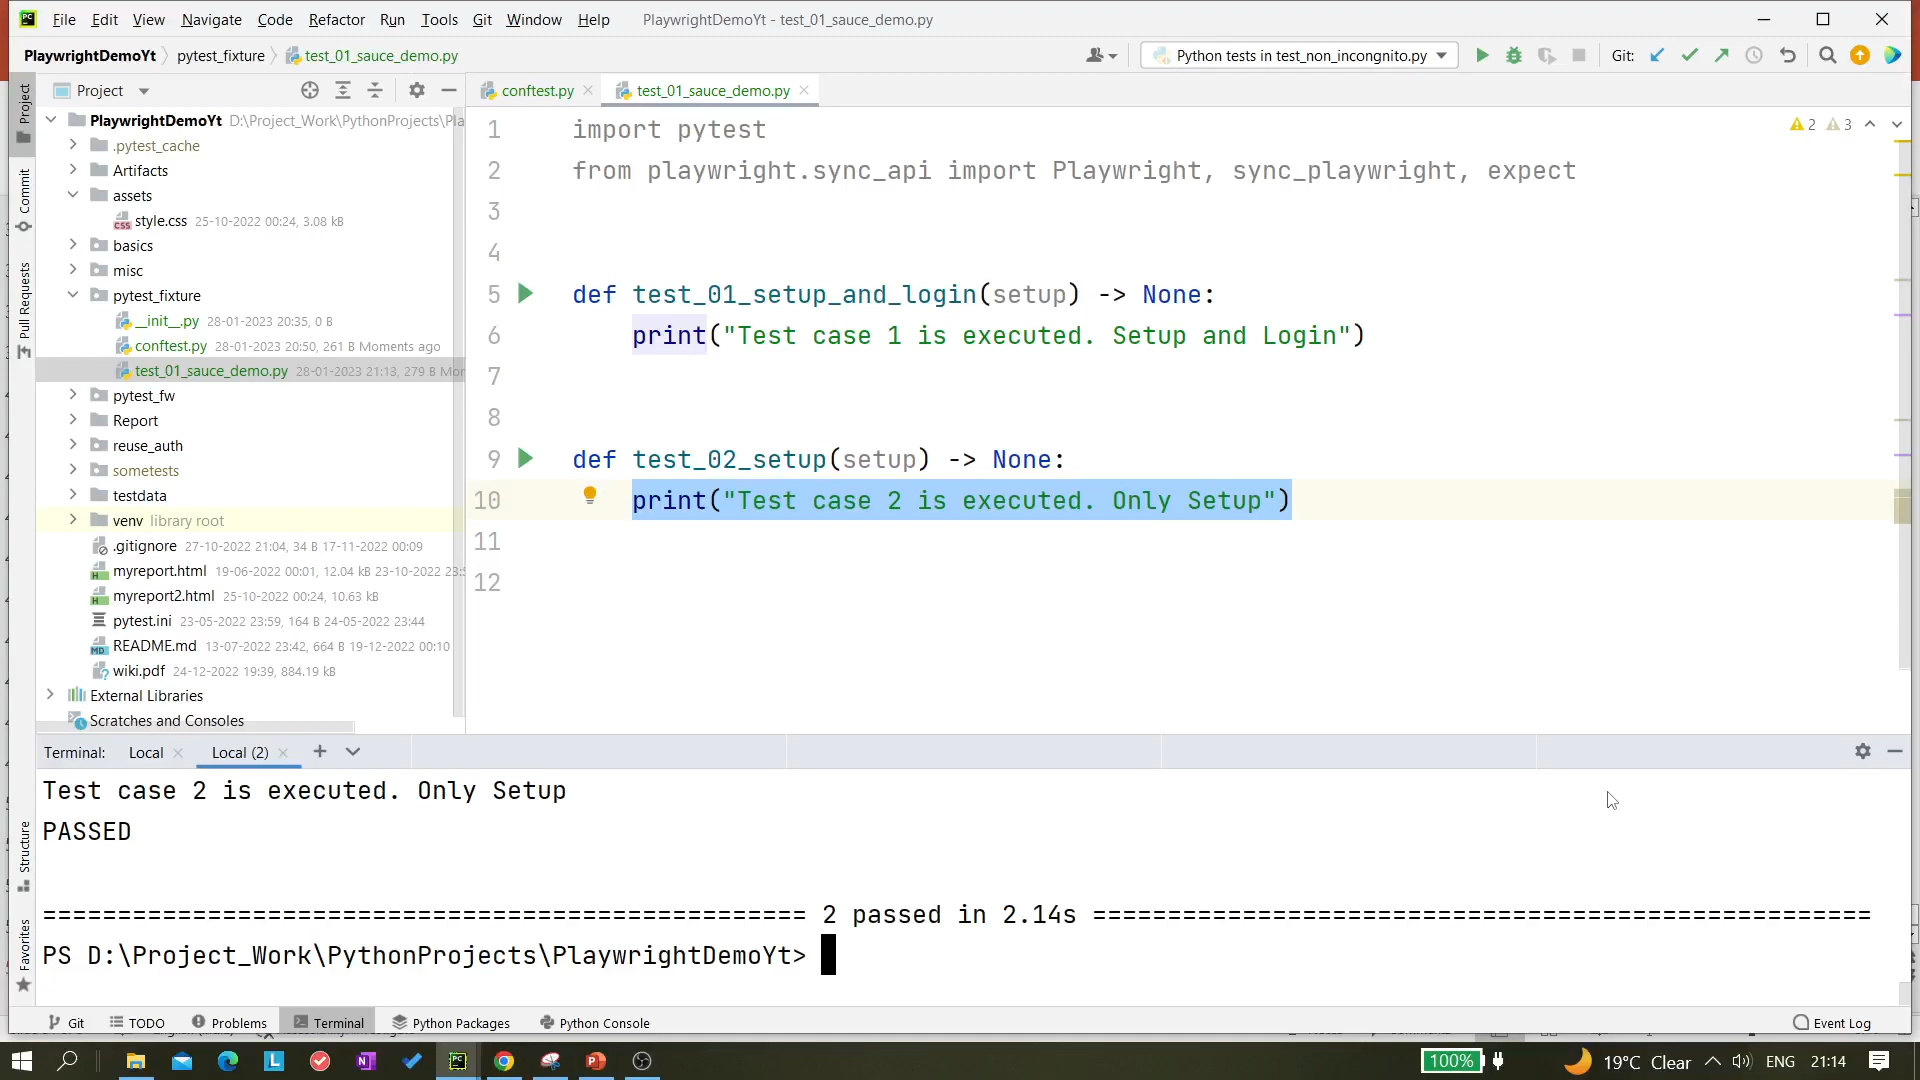 File Edit View Navigate Code Refactor Run Tools Git Window Help PlaywrightDemoYt - test_01_sauce_demo.py
PlaywrightDemoYt pytest_fixture test_01_sauce_demo.py
Python tests in test_non_incongnito.py
Git:
Project
conftest.py
test_01_sauce_demo.py
PlaywrightDemoYt D:\Project_Work\PythonProjects\Pla
.pytest_cache
Artifacts
assets
style.css 25-10-2022 00:24, 3.08 kB
basics
misc
pytest_fixture
__init__.py 28-01-2023 20:35, 0 B
conftest.py 28-01-2023 20:50, 261 B Moments ago
test_01_sauce_demo.py 28-01-2023 21:13, 279 B Mor
pytest_fw
Report
reuse_auth
sometests
testdata
venv library root
.gitignore 27-10-2022 21:04, 34 B 17-11-2022 00:09
myreport.html 19-06-2022 00:01, 12.04 kB 23-10-2022 23:5
myreport2.html 25-10-2022 00:24, 10.63 kB
pytest.ini 23-05-2022 23:59, 164 B 24-05-2022 23:44
README.md 13-07-2022 23:42, 664 B 19-12-2022 00:10
wiki.pdf 24-12-2022 19:39, 884.19 kB
External Libraries
Scratches and Consoles
Project
Commit
Pull Requests
Structure
Favorites
2 3
1 import pytest
2 from playwright.sync_api import Playwright, sync_playwright, expect
3
4
5 def test_01_setup_and_login(setup) -> None:
6 print("Test case 1 is executed. Setup and Login")
7
8
9 def test_02_setup(setup) -> None:
10 print("Test case 2 is executed. Only Setup")
11
12
Terminal: Local Local (2)
Test case 2 is executed. Only Setup
PASSED
=================================================== 2 passed in 2.14s ====================================================
PS D:\Project_Work\PythonProjects\PlaywrightDemoYt>
Git TODO Problems Terminal Python Packages Python Console Event Log
100% 19°C Clear ENG 21:14